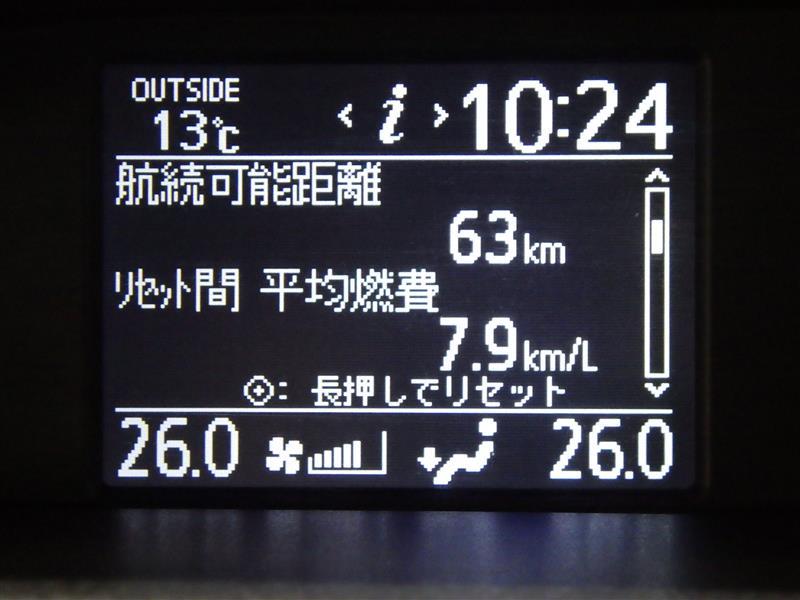 OUTSIDE
13℃
< i > 10:24
航続可能距離
63km
リセット間 平均燃費
7.9km/L
: 長押しでリセット
26.0 26.0